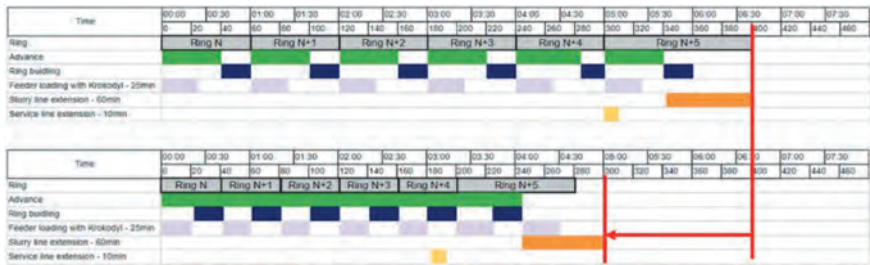 Time 00:00 00:30 01:00 01:30 02:00 02:30 03:00 03:30 04:00 04:30 05:00 05:30 06:00 06:30 07:00 07:30
0 20 40 60 80 100 120 140 160 180 200 220 240 260 280 300 320 340 360 380 400 420 440 460
Ring Ring N Ring N+1 Ring N+2 Ring N+3 Ring N+4 Ring N+5
Advance
Ring buidling
Feeder loading with Krokodyl - 25min
Slurry line extension - 60min
Service line extension - 10min
Time 00:00 00:30 01:00 01:30 02:00 02:30 03:00 03:30 04:00 04:30 05:00 05:30 06:00 07:00 07:30
0 20 40 60 80 100 120 140 160 180 200 220 240 260 280 300 320 340 360 380 400 420 440 460
Ring Ring N Ring N+1 Ring N+2 Ring N+3 Ring N+4 Ring N+5
Advance
Ring buidling
Feeder loading with Krokodyl - 25min
Slurry line extension - 60min
Service line extension - 10min